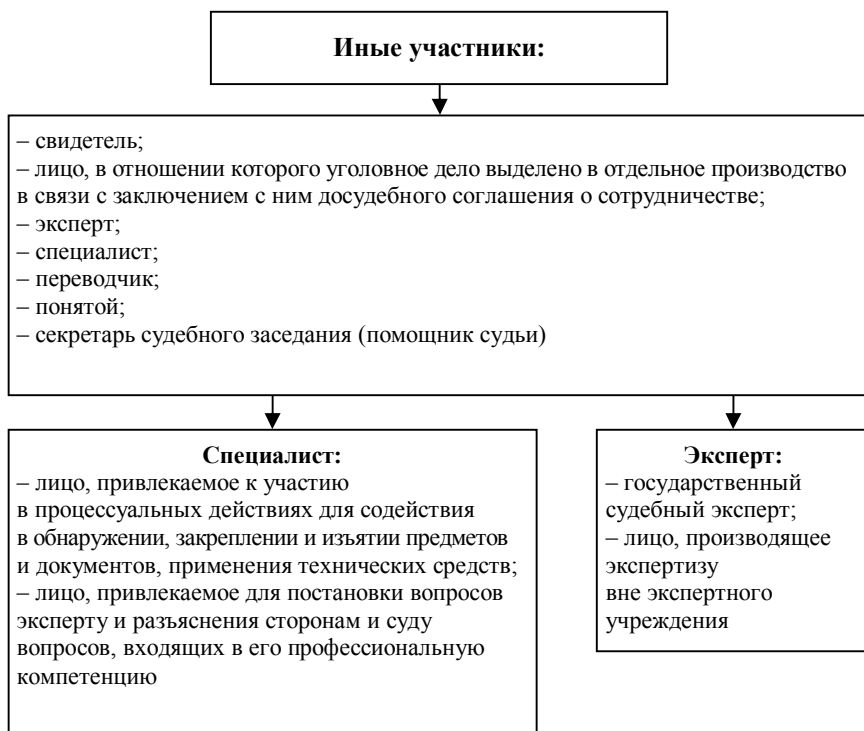 Иные участники:
– свидетель;
– лицо, в отношении которого уголовное дело выделено в отдельное производство
в связи с заключением с ним досудебного соглашения о сотрудничестве;
– эксперт;
– специалист;
– переводчик;
– понятой;
– секретарь судебного заседания (помощник судьи)
Специалист:
– лицо, привлекаемое к участию
в процессуальных действиях для содействия
в обнаружении, закреплении и изъятии предметов
и документов, применения технических средств;
– лицо, привлекаемое для постановки вопросов
эксперту и разъяснения сторонам и суду
вопросов, входящих в его профессиональную
компетенцию
Эксперт:
– государственный
судебный эксперт;
– лицо, производящее
экспертизу
вне экспертного
учреждения